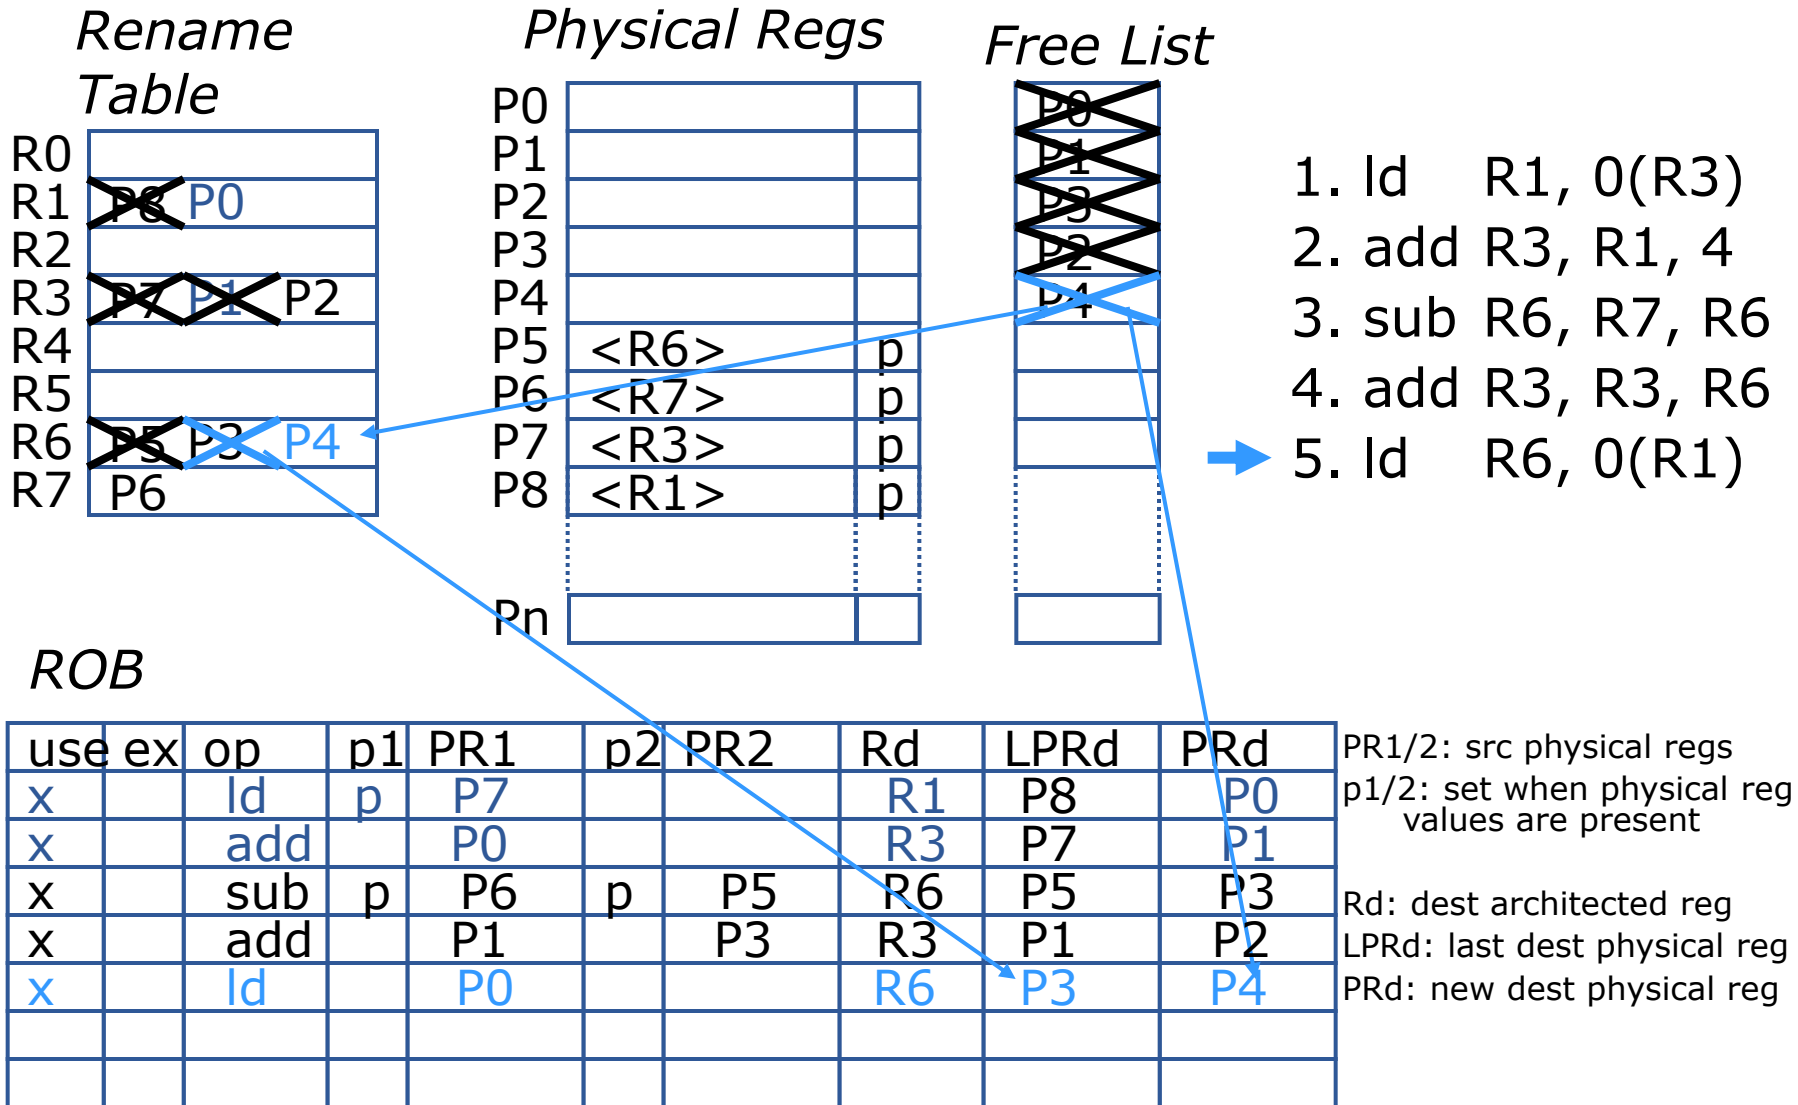 Rename Table
Physical Regs
Free List
R0
R1 P8 P0
R2
R3 P7 P1 P2
R4
R5
R6 P5 P3 P4
R7 P6
P0
P1
P2
P3
P4
P5 <R6> p
P6 <R7> p
P7 <R3> p
P8 <R1> p
Pn
P0
P1
P3
P2
P4
1. ld R1, 0(R3)
2. add R3, R1, 4
3. sub R6, R7, R6
4. add R3, R3, R6
5. ld R6, 0(R1)
ROB
use ex op p1 PR1 p2 PR2 Rd LPRd PRd
x ld p P7 R1 P8 P0
x add P0 R3 P7 P1
x sub p P6 p P5 R6 P5 P3
x add P1 P3 R3 P1 P2
x ld P0 R6 P3 P4
PR1/2: src physical regs
p1/2: set when physical reg
values are present
Rd: dest architected reg
LPRd: last dest physical reg
PRd: new dest physical reg